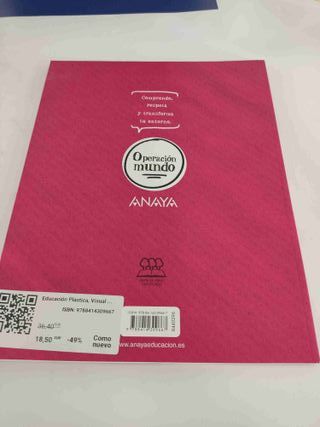 Comprende,
respeta
y transforma
tu entorno.
Operación
mundo
ANAYA
Educación Plástica, Visual ...
ISBN: 9788414309667
36,40
18,50
-49%
Como
nuevo
www.anayaeducacion.es